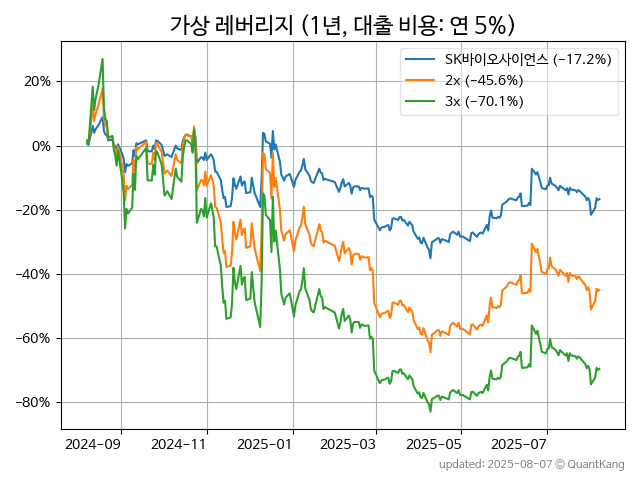 가상 레버리지 (1년, 대출 비용: 연 5%)
SK바이오사이언스 (−17.2%)
2x (−45.6%)
3x (−70.1%)
20%
0%
−20%
−40%
−60%
−80%
2024-09 2024-11 2025-01 2025-03 2025-05 2025-07
updated: 2025-08-07 © QuantKang